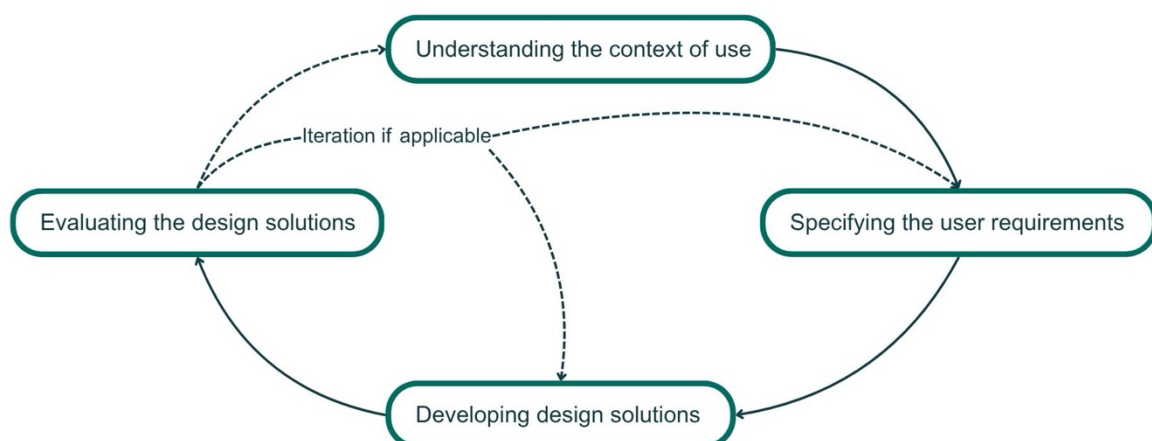 Understanding the context of use
Iteration if applicable
Evaluating the design solutions
Specifying the user requirements
Developing design solutions